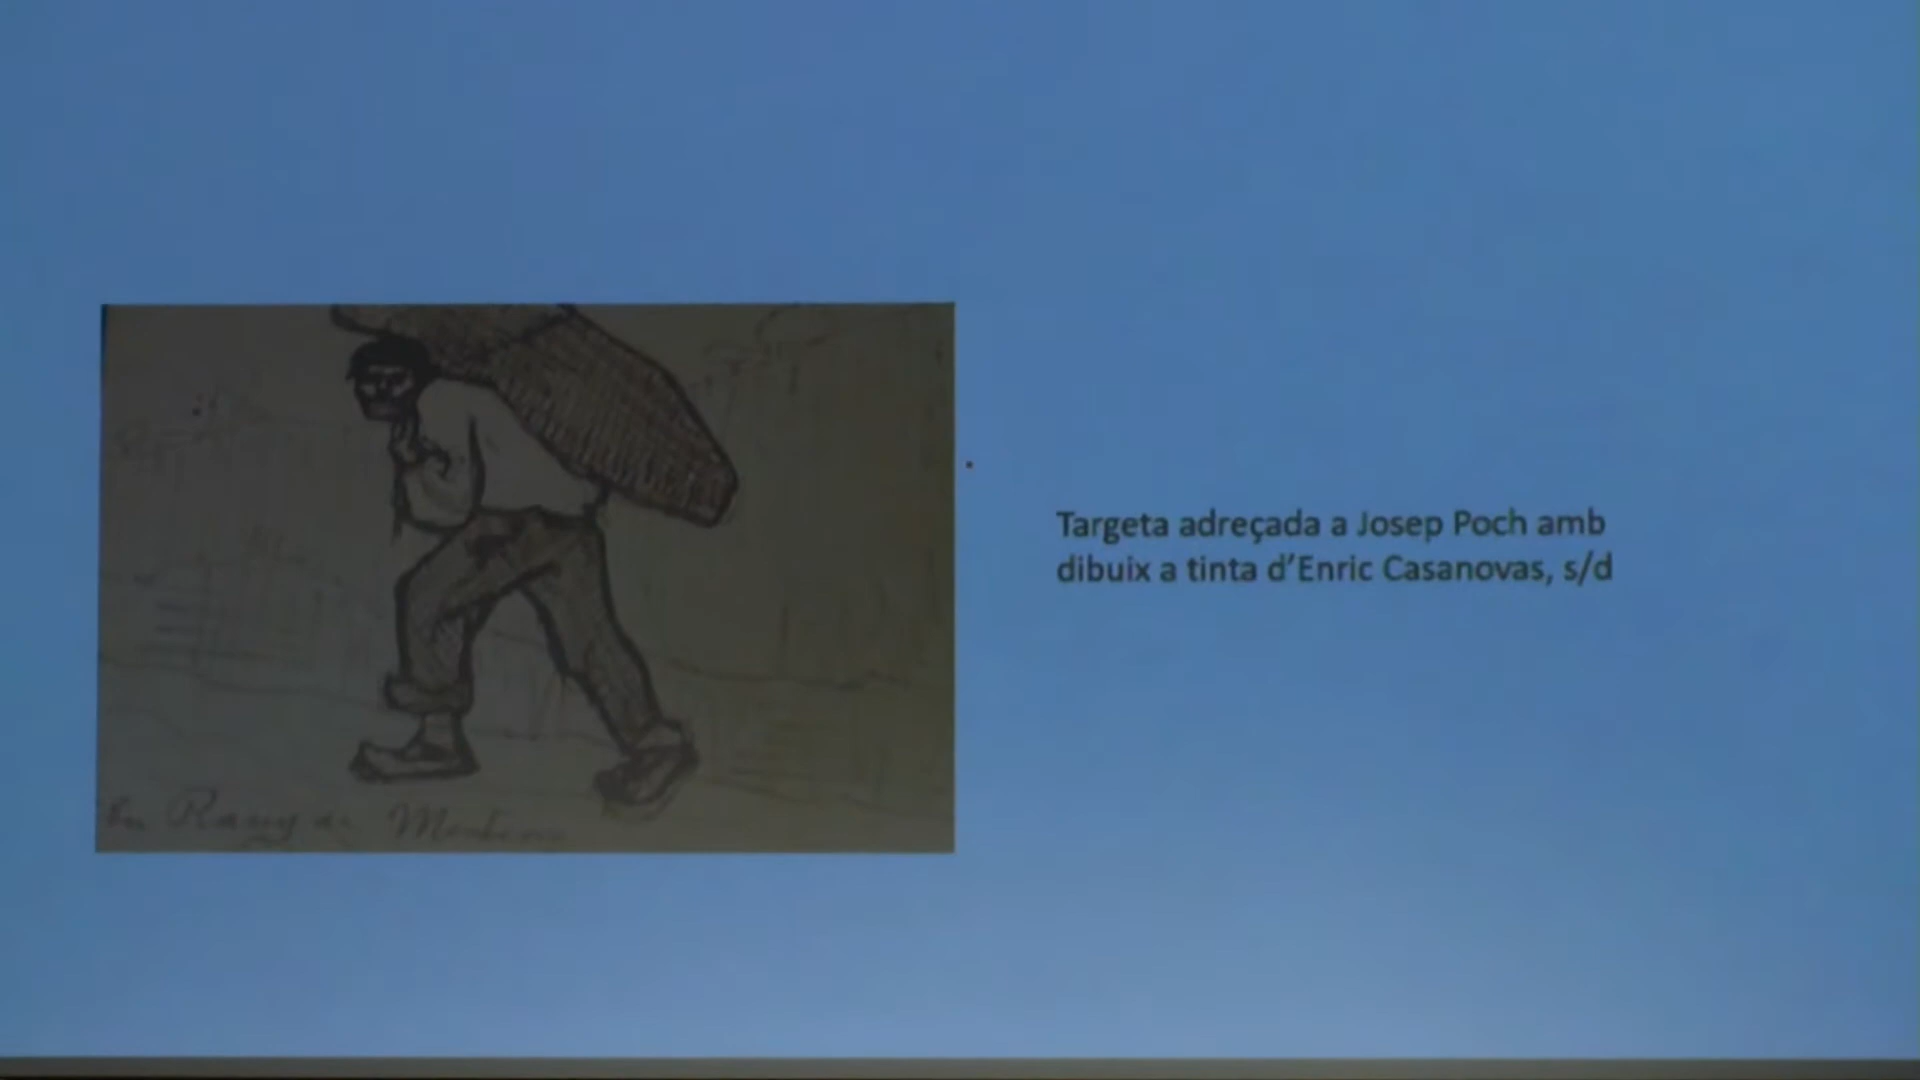 Targeta adreçada a Josep Poch amb
dibuix a tinta d'Enric Casanovas, s/d